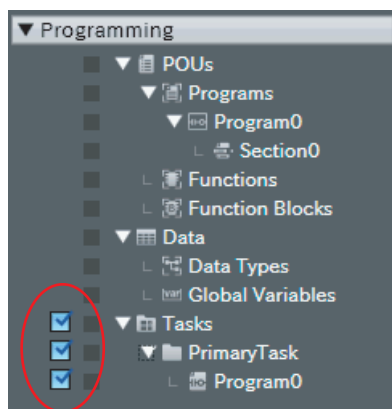 Programming
POUs
Programs
Program0
Section0
Functions
Function Blocks
Data
Data Types
Global Variables
Tasks
PrimaryTask
Program0